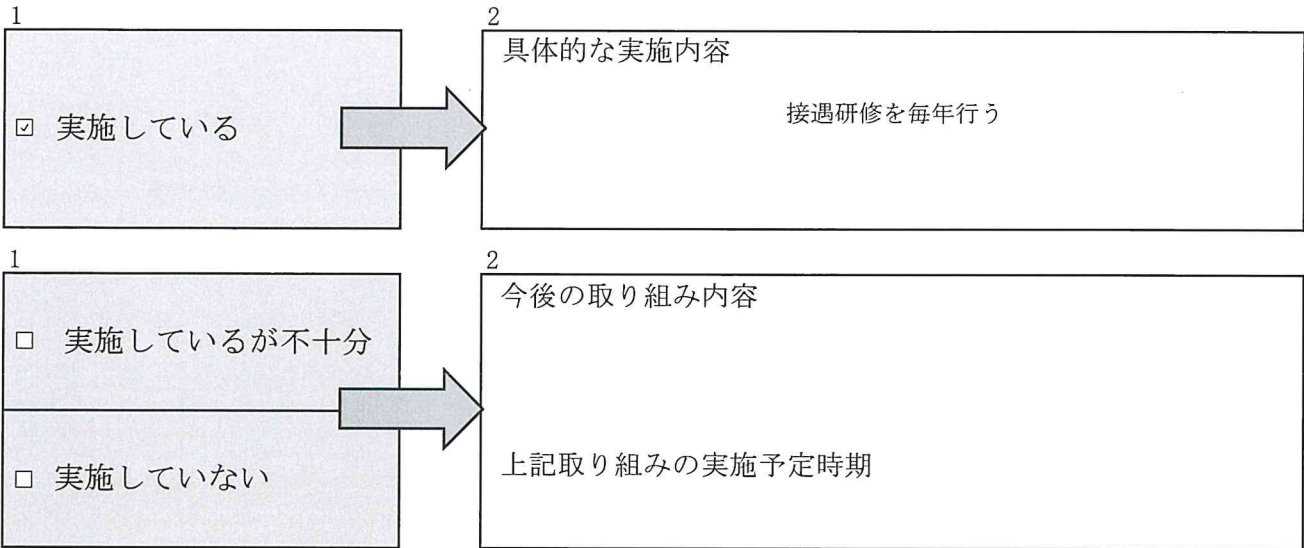 1
☑ 実施している
2
具体的な実施内容
接遇研修を毎年行う
1
□ 実施しているが不十分
□ 実施していない
2
今後の取り組み内容
上記取り組みの実施予定時期